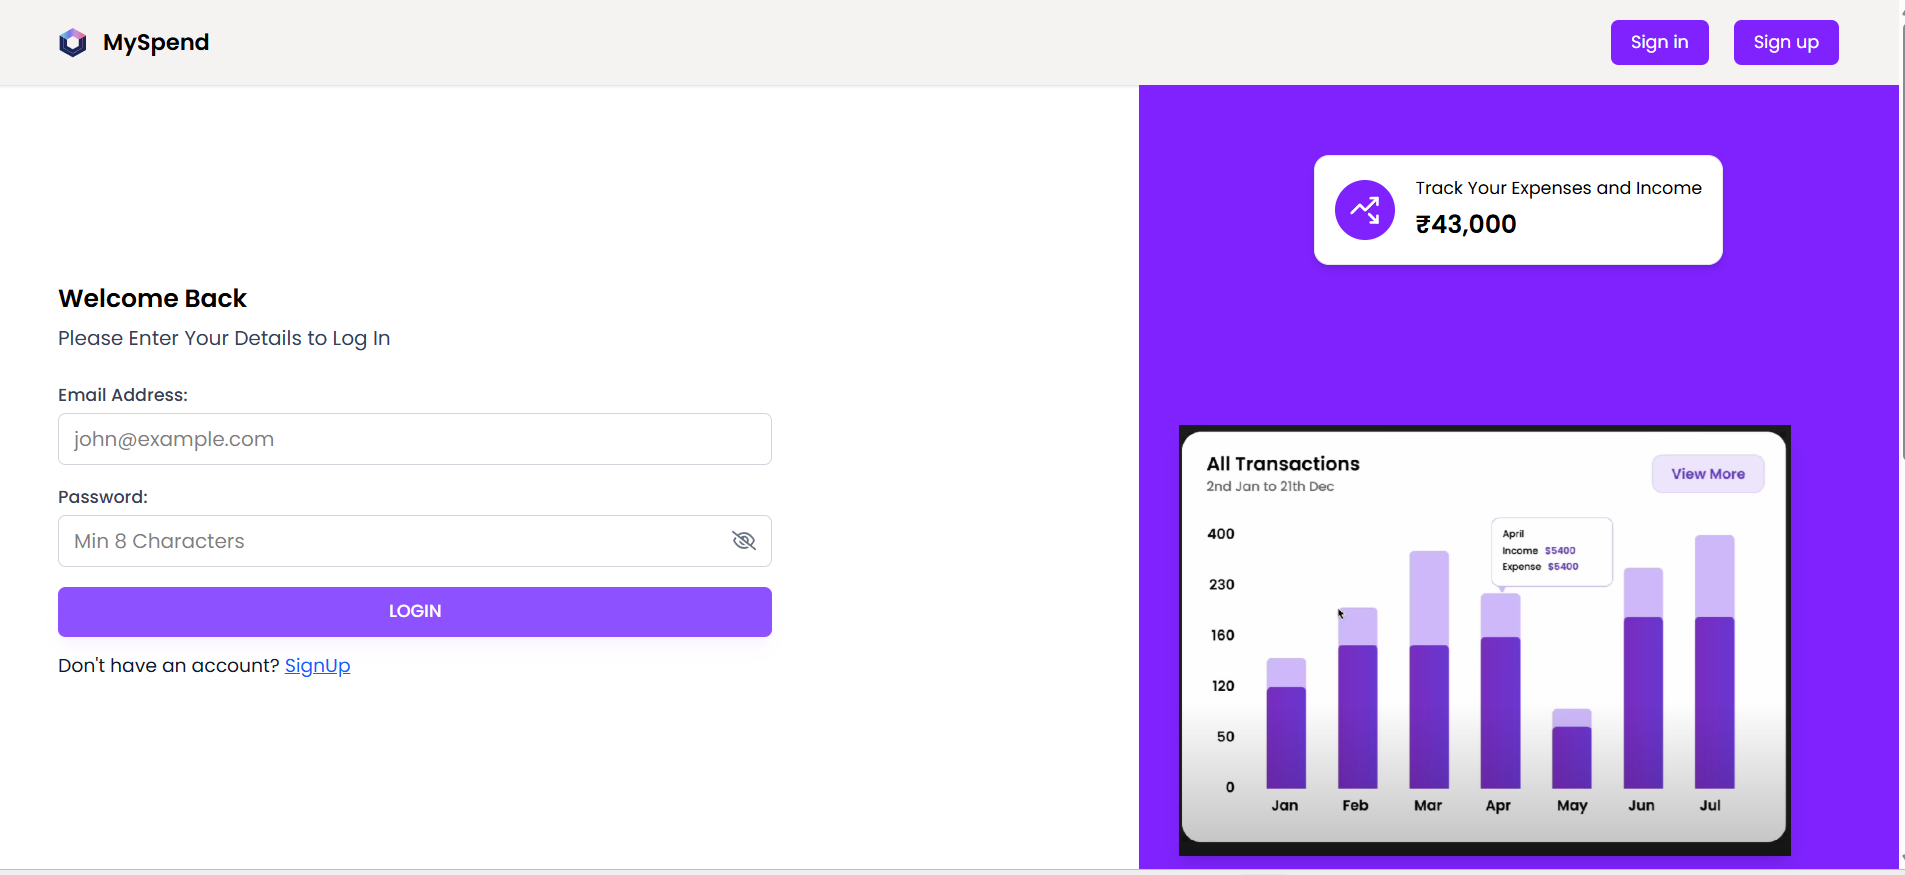 MySpend
Sign in
Sign up
Welcome Back
Please Enter Your Details to Log In
Email Address:
john@example.com
Password:
Min 8 Characters
LOGIN
Don't have an account? SignUp
Track Your Expenses and Income
₹43,000
All Transactions
2nd Jan to 21th Dec
View More
400
230
160
120
50
0
April
Income $5400
Expense $5400
Jan Feb Mar Apr May Jun Jul